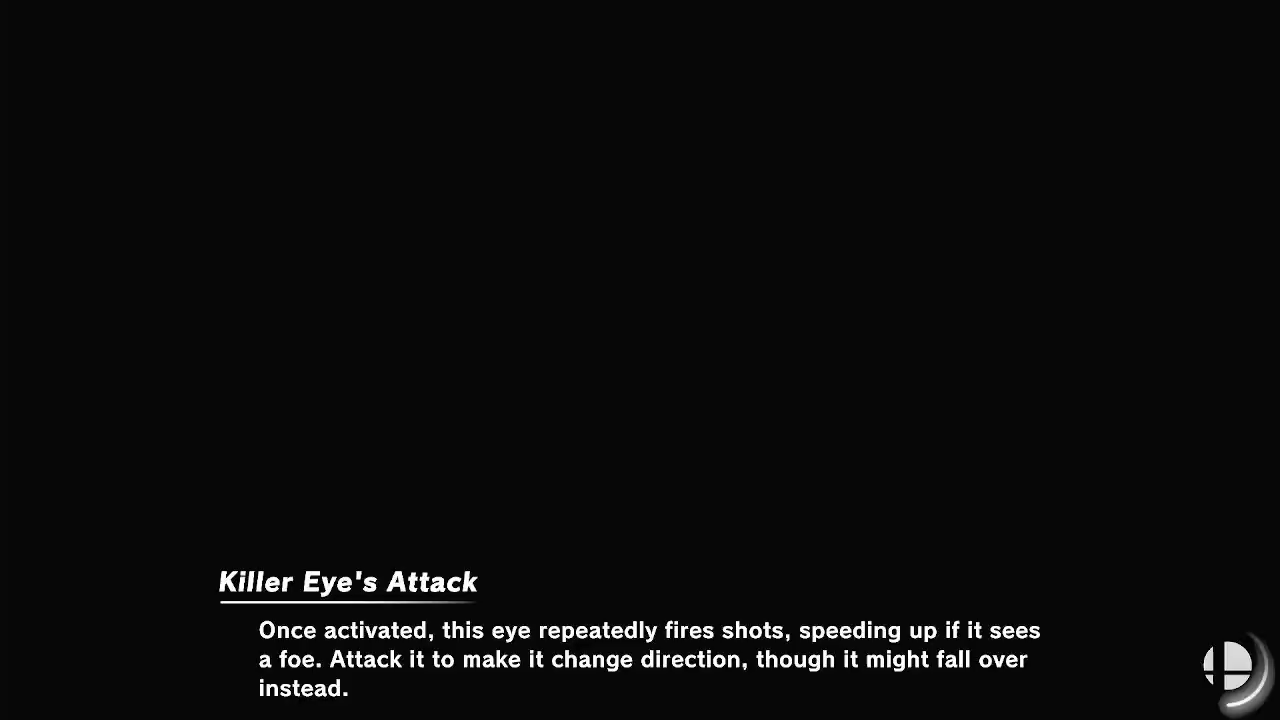 Killer Eye's Attack
Once activated, this eye repeatedly fires shots, speeding up if it sees
a foe. Attack it to make it change direction, though it might fall over
instead.